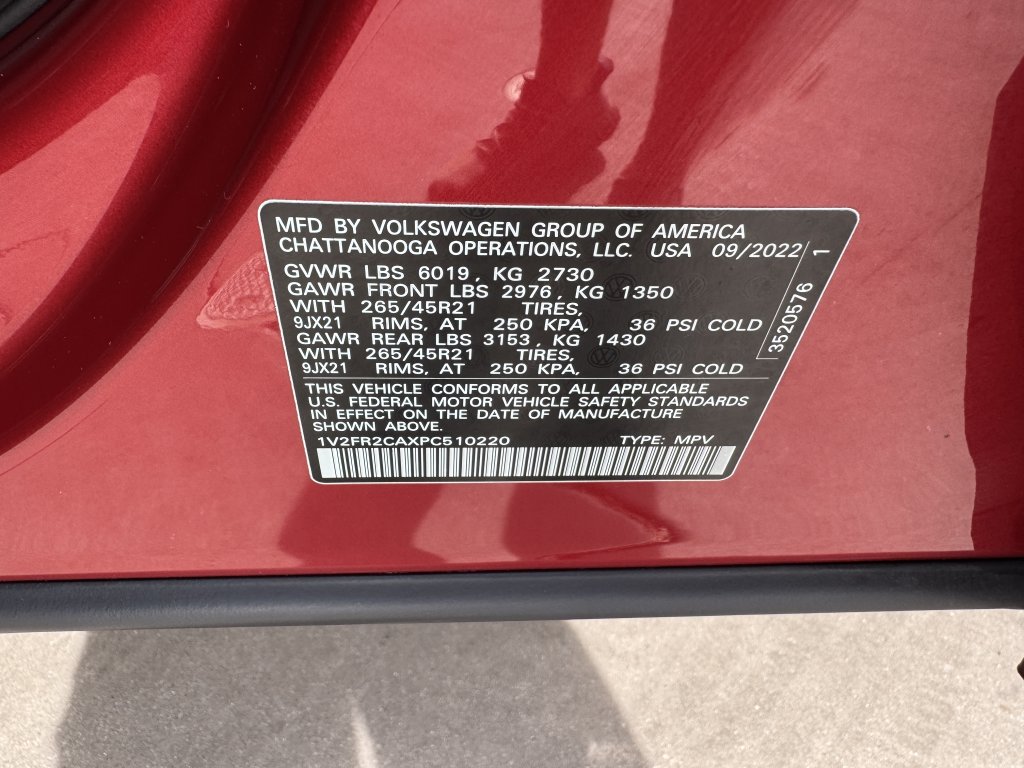 MFD BY VOLKSWAGEN GROUP OF AMERICA
CHATTANOOGA OPERATIONS, LLC. USA 09/2022
GVWR LBS 6019, KG 2730
GAWR FRONT LBS 2976, KG 1350
WITH 265/45R21 TIRES,
9JX21 RIMS, AT 250 KPA, 36 PSI COLD
GAWR REAR LBS 3153, KG 1430
WITH 265/45R21 TIRES,
9JX21 RIMS, AT 250 KPA, 36 PSI COLD
THIS VEHICLE CONFORMS TO ALL APPLICABLE
U.S. FEDERAL MOTOR VEHICLE SAFETY STANDARDS
IN EFFECT ON THE DATE OF MANUFACTURE
SHOWN ABOVE.
1V2FR2CAXPC510220 TYPE: MPV
3520576 1